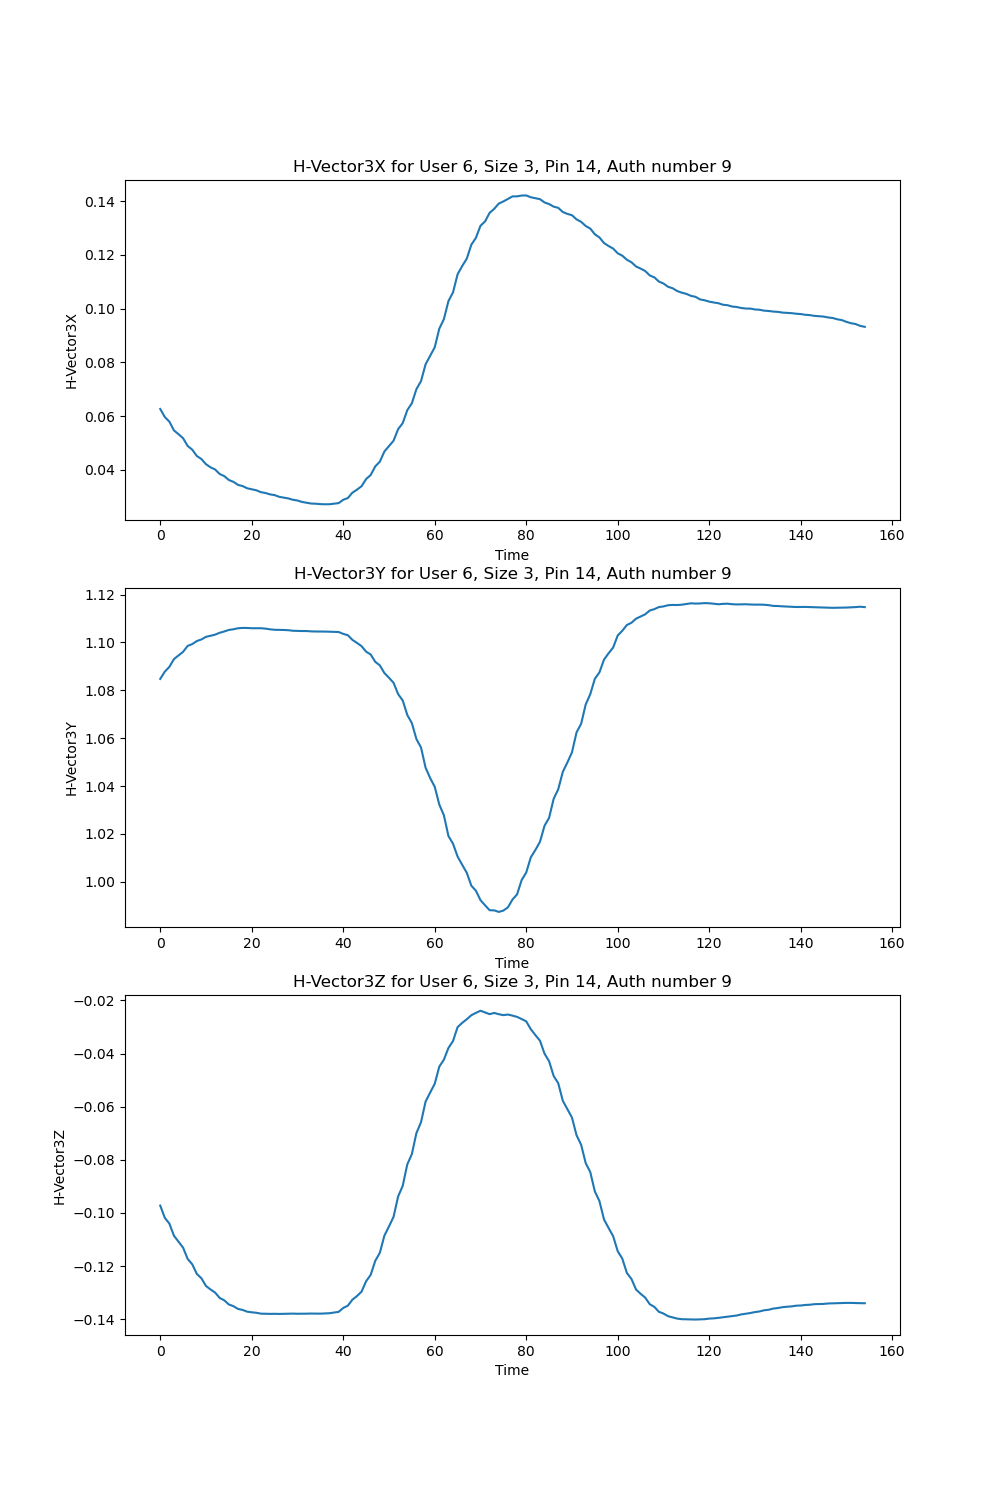 H-Vector3X for User 6, Size 3, Pin 14, Auth number 9
0.14
0.12
0.10
0.08
0.06
0.04
H-Vector3X
0 20 40 60 80 100 120 140 160
Time
H-Vector3Y for User 6, Size 3, Pin 14, Auth number 9
1.12
1.10
1.08
1.06
1.04
1.02
1.00
H-Vector3Y
0 20 40 60 80 100 120 140 160
Time
H-Vector3Z for User 6, Size 3, Pin 14, Auth number 9
−0.02
−0.04
−0.06
−0.08
−0.10
−0.12
−0.14
H-Vector3Z
0 20 40 60 80 100 120 140 160
Time